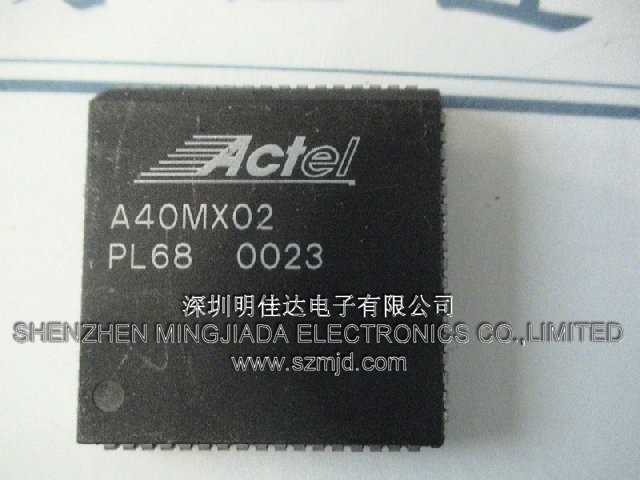 Actel
A40MX02
PL68 0023
深圳明佳达电子有限公司
SHENZHEN MINGJIADA ELECTRONICS CO.,LIMITED
www.szmjd.com